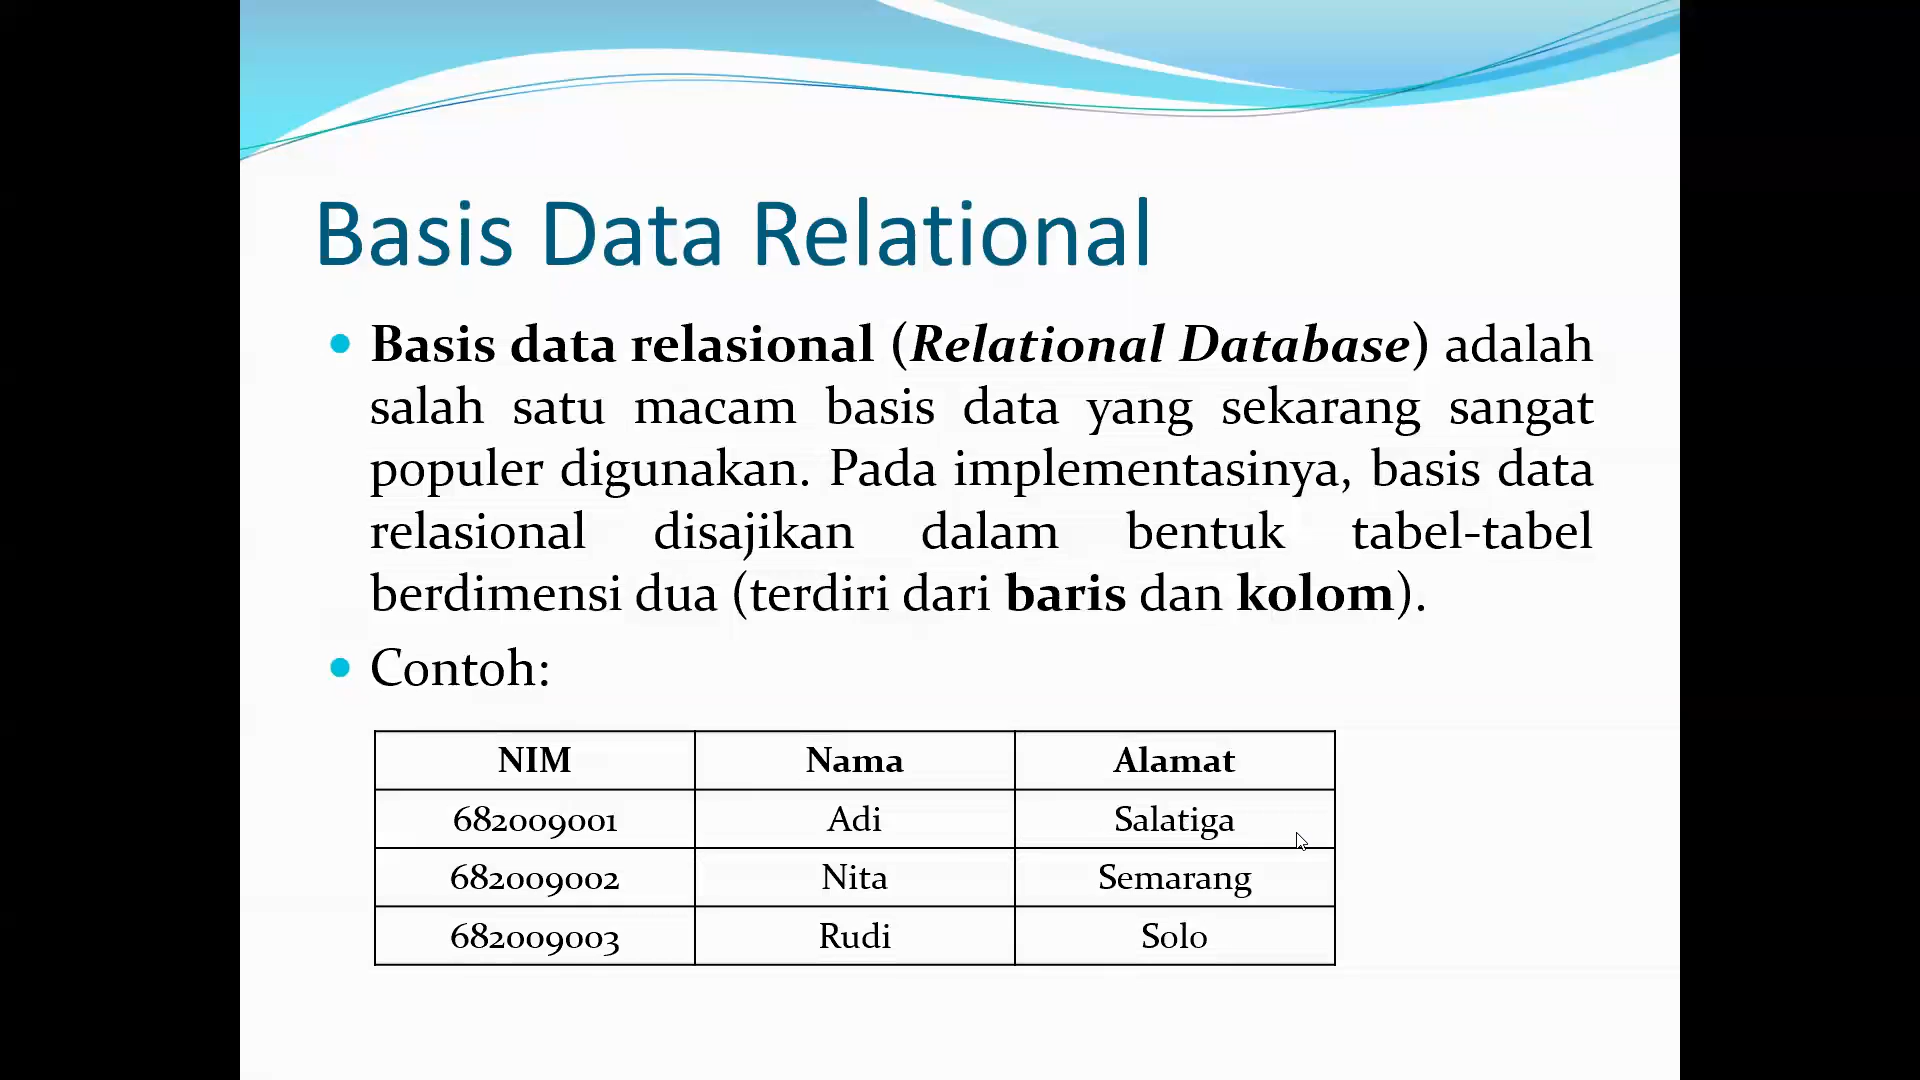 Basis Data Relational
Basis data relasional (Relational Database) adalah
salah satu macam basis data yang sekarang sangat
populer digunakan. Pada implementasinya, basis data
relasional disajikan dalam bentuk tabel-tabel
berdimensi dua (terdiri dari baris dan kolom).
Contoh:
NIM Nama Alamat
682009001 Adi Salatiga
682009002 Nita Semarang
682009003 Rudi Solo